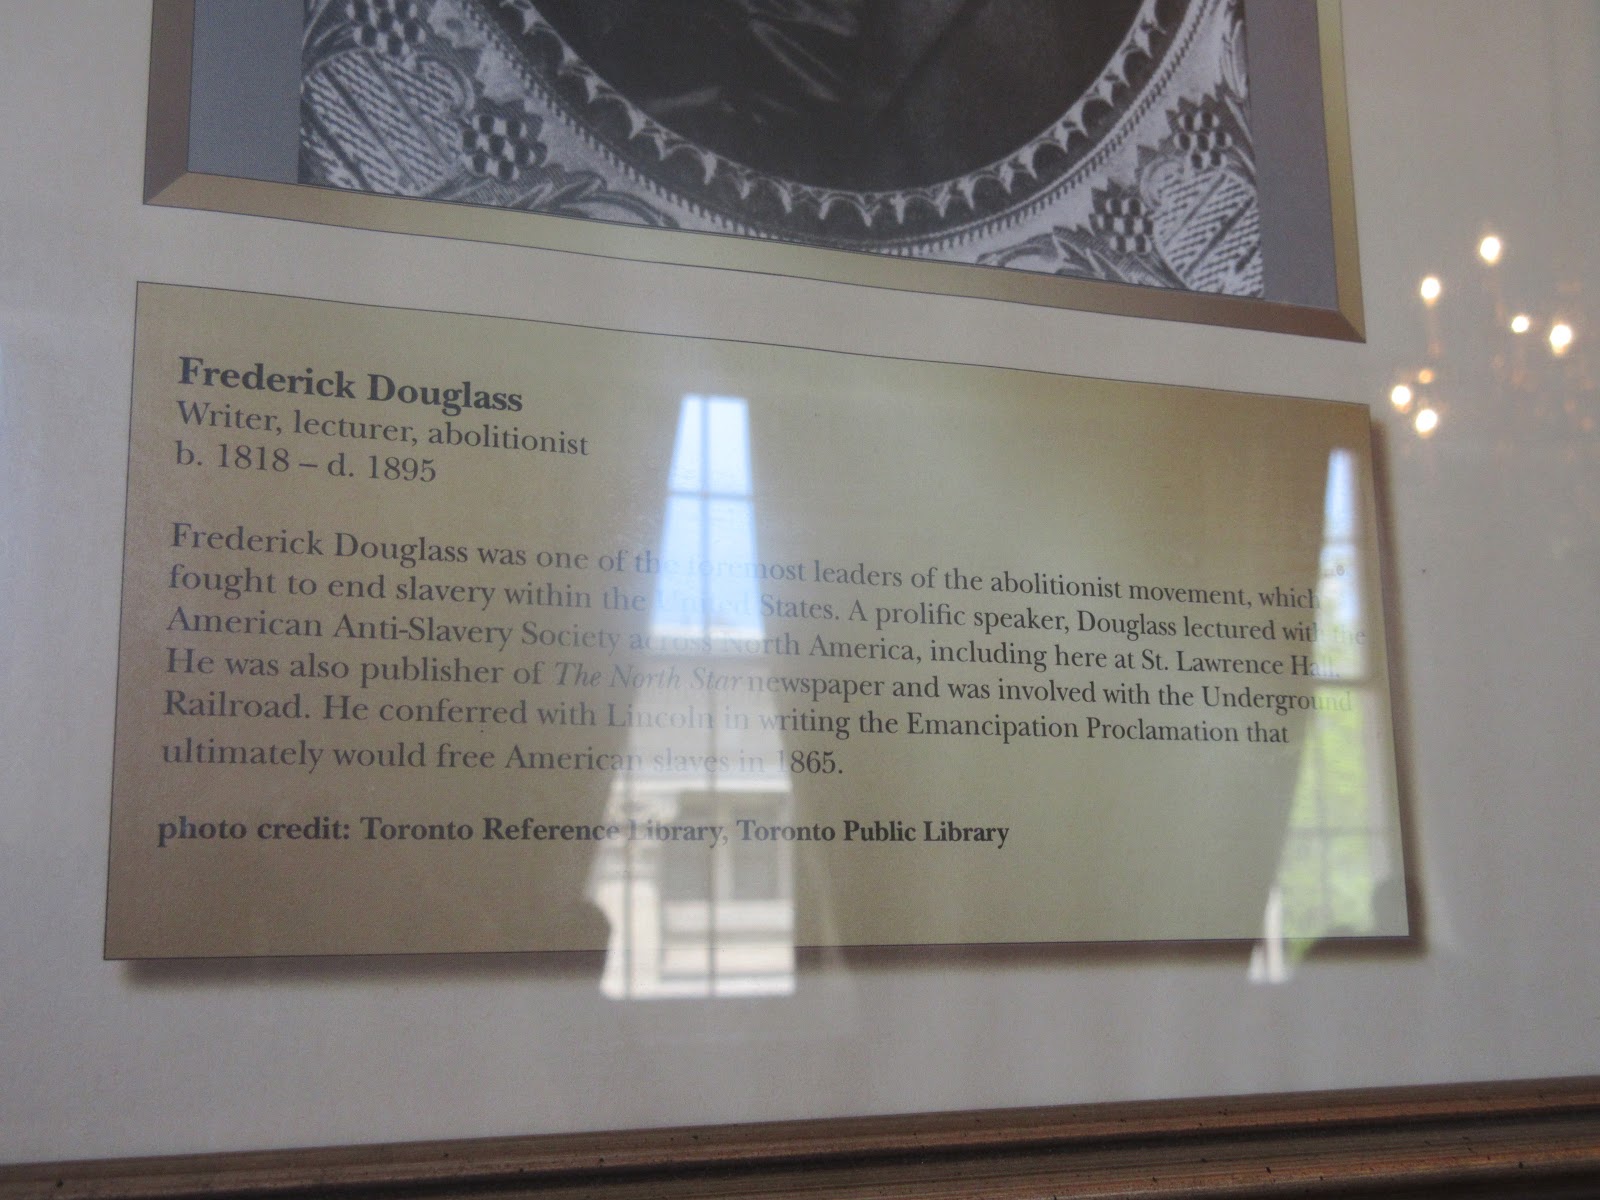 Frederick Douglass
Writer, lecturer, abolitionist
b. 1818 – d. 1895
Frederick Douglass was one of the foremost leaders of the abolitionist movement, which
fought to end slavery within the United States. A prolific speaker, Douglass lectured with the
American Anti-Slavery Society across North America, including here at St. Lawrence Hall.
He was also publisher of The North Star newspaper and was involved with the Underground
Railroad. He conferred with Lincoln in writing the Emancipation Proclamation that
ultimately would free American slaves in 1865.
photo credit: Toronto Reference Library, Toronto Public Library